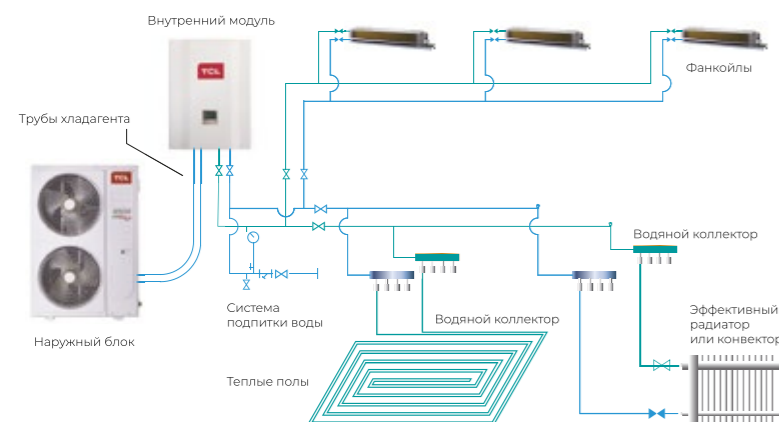 Внутренний модуль
TCL
Фанкойлы
Трубы хладагента
TCL
Водяной коллектор
Система
подпитки воды
Водяной коллектор
Эффективный
радиатор
или конвектор
Наружный блок
Теплые полы